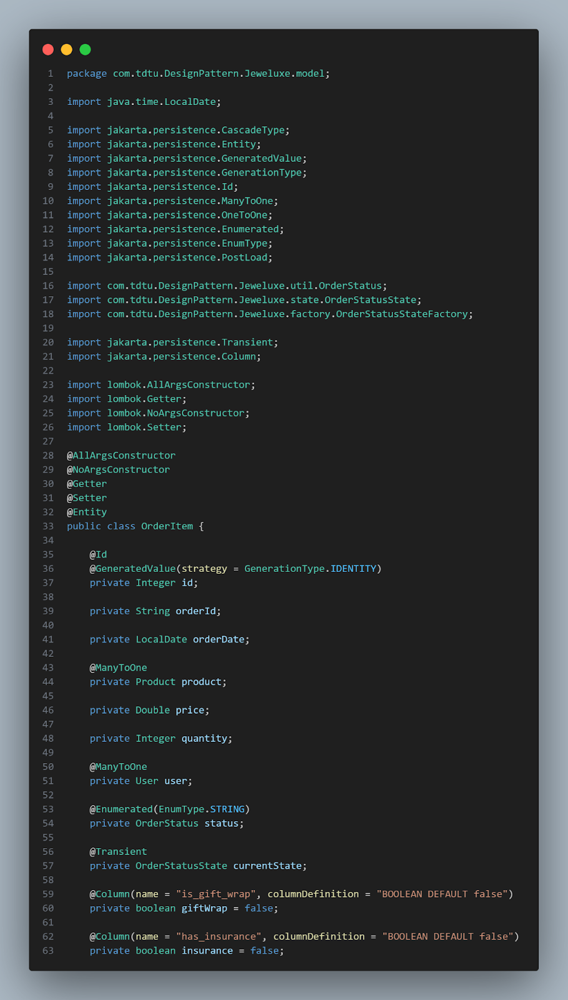 1 package com.tdtu.DesignPattern.Jeweluxe.model;
2
3 import java.time.LocalDate;
4
5 import jakarta.persistence.CascadeType;
6 import jakarta.persistence.Entity;
7 import jakarta.persistence.GeneratedValue;
8 import jakarta.persistence.GenerationType;
9 import jakarta.persistence.Id;
10 import jakarta.persistence.ManyToOne;
11 import jakarta.persistence.OneToOne;
12 import jakarta.persistence.Enumerated;
13 import jakarta.persistence.EnumType;
14 import jakarta.persistence.PostLoad;
15
16 import com.tdtu.DesignPattern.Jeweluxe.util.OrderStatus;
17 import com.tdtu.DesignPattern.Jeweluxe.state.OrderStatusState;
18 import com.tdtu.DesignPattern.Jeweluxe.factory.OrderStatusStateFactory;
19
20 import jakarta.persistence.Transient;
21 import jakarta.persistence.Column;
22
23 import lombok.AllArgsConstructor;
24 import lombok.Getter;
25 import lombok.NoArgsConstructor;
26 import lombok.Setter;
27
28 @AllArgsConstructor
29 @NoArgsConstructor
30 @Getter
31 @Setter
32 @Entity
33 public class OrderItem {
34
35     @Id
36     @GeneratedValue(strategy = GenerationType.IDENTITY)
37     private Integer id;
38
39     private String orderId;
40
41     private LocalDate orderDate;
42
43     @ManyToOne
44     private Product product;
45
46     private Double price;
47
48     private Integer quantity;
49
50     @ManyToOne
51     private User user;
52
53     @Enumerated(EnumType.STRING)
54     private OrderStatus status;
55
56     @Transient
57     private OrderStatusState currentState;
58
59     @Column(name = "is_gift_wrap", columnDefinition = "BOOLEAN DEFAULT false")
60     private boolean giftWrap = false;
61
62     @Column(name = "has_insurance", columnDefinition = "BOOLEAN DEFAULT false")
63     private boolean insurance = false;